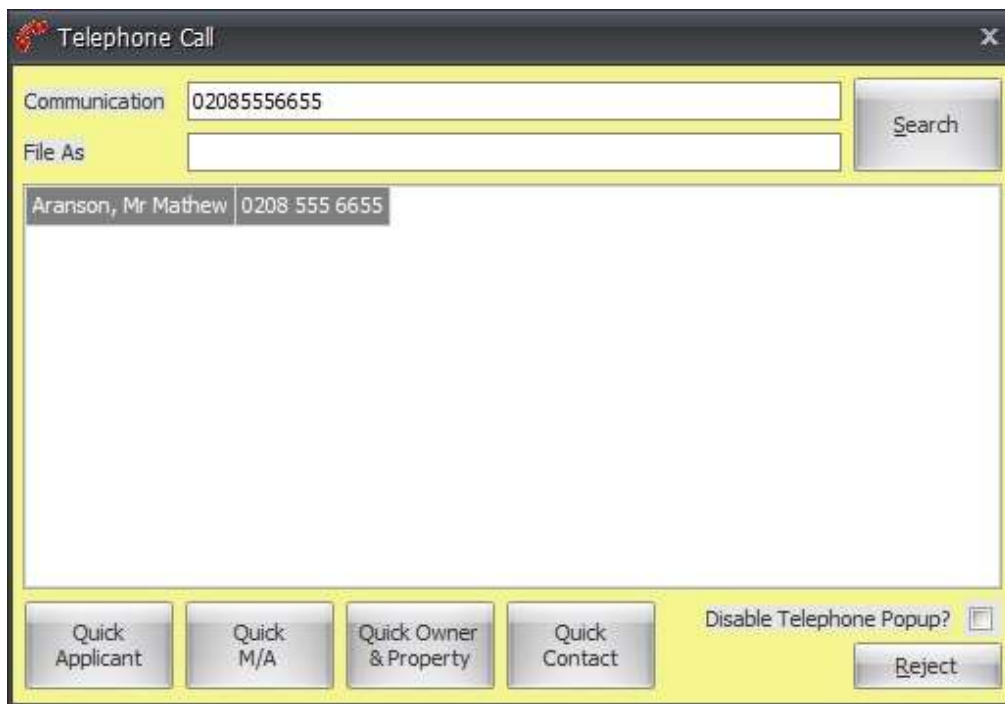 Telephone Call
Communication 02085556655
Search
File As
Aranson, Mr Mathew 0208 555 6655
Quick
Applicant
Quick
M/A
Quick Owner
& Property
Quick
Contact
Disable Telephone Popup?
Reject